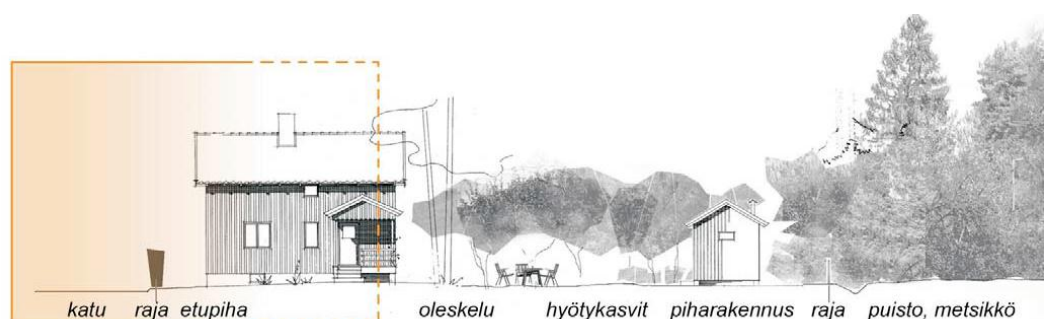 katu raja etupiha oleskelu hyötykasvit piharakennus raja puisto, metsikkö